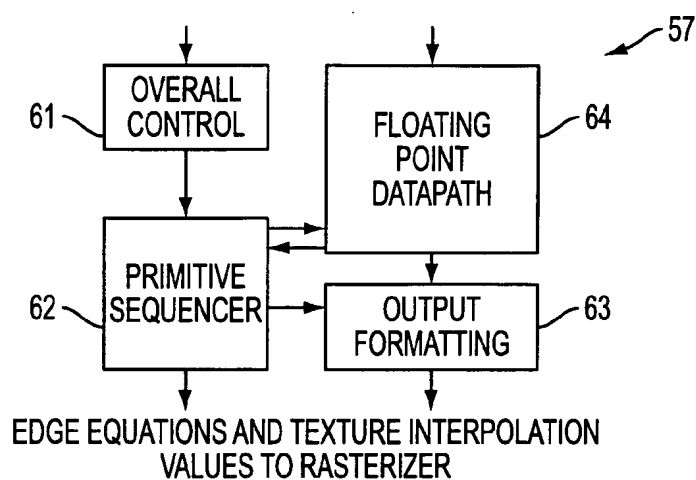 57
OVERALL
CONTROL
61
FLOATING
POINT
DATAPATH
64
PRIMITIVE
SEQUENCER
62
OUTPUT
FORMATTING
63
EDGE EQUATIONS AND TEXTURE INTERPOLATION
VALUES TO RASTERIZER